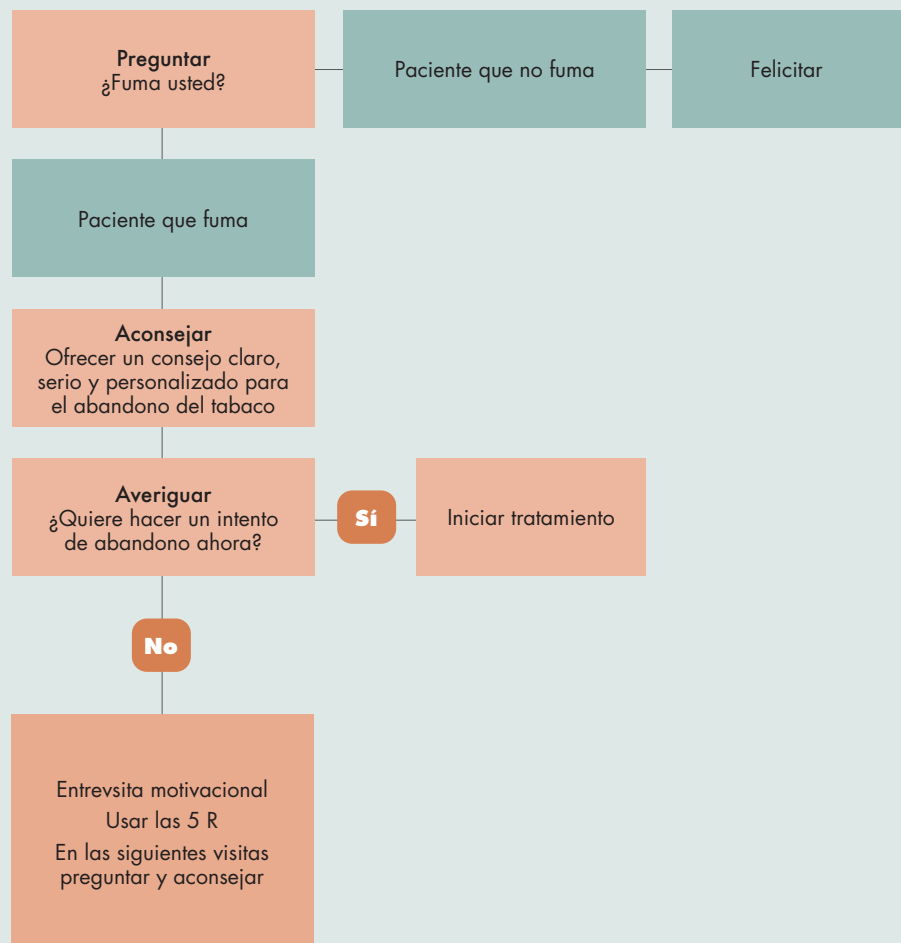 Preguntar
¿Fuma usted?
Paciente que no fuma
Felicitar
Paciente que fuma
Aconsejar
Ofrecer un consejo claro,
serio y personalizado para
el abandono del tabaco
Averiguar
¿Quiere hacer un intento
de abandono ahora?
Sí
Iniciar tratamiento
No
Entrevsita motivacional
Usar las 5 R
En las siguientes visitas
preguntar y aconsejar